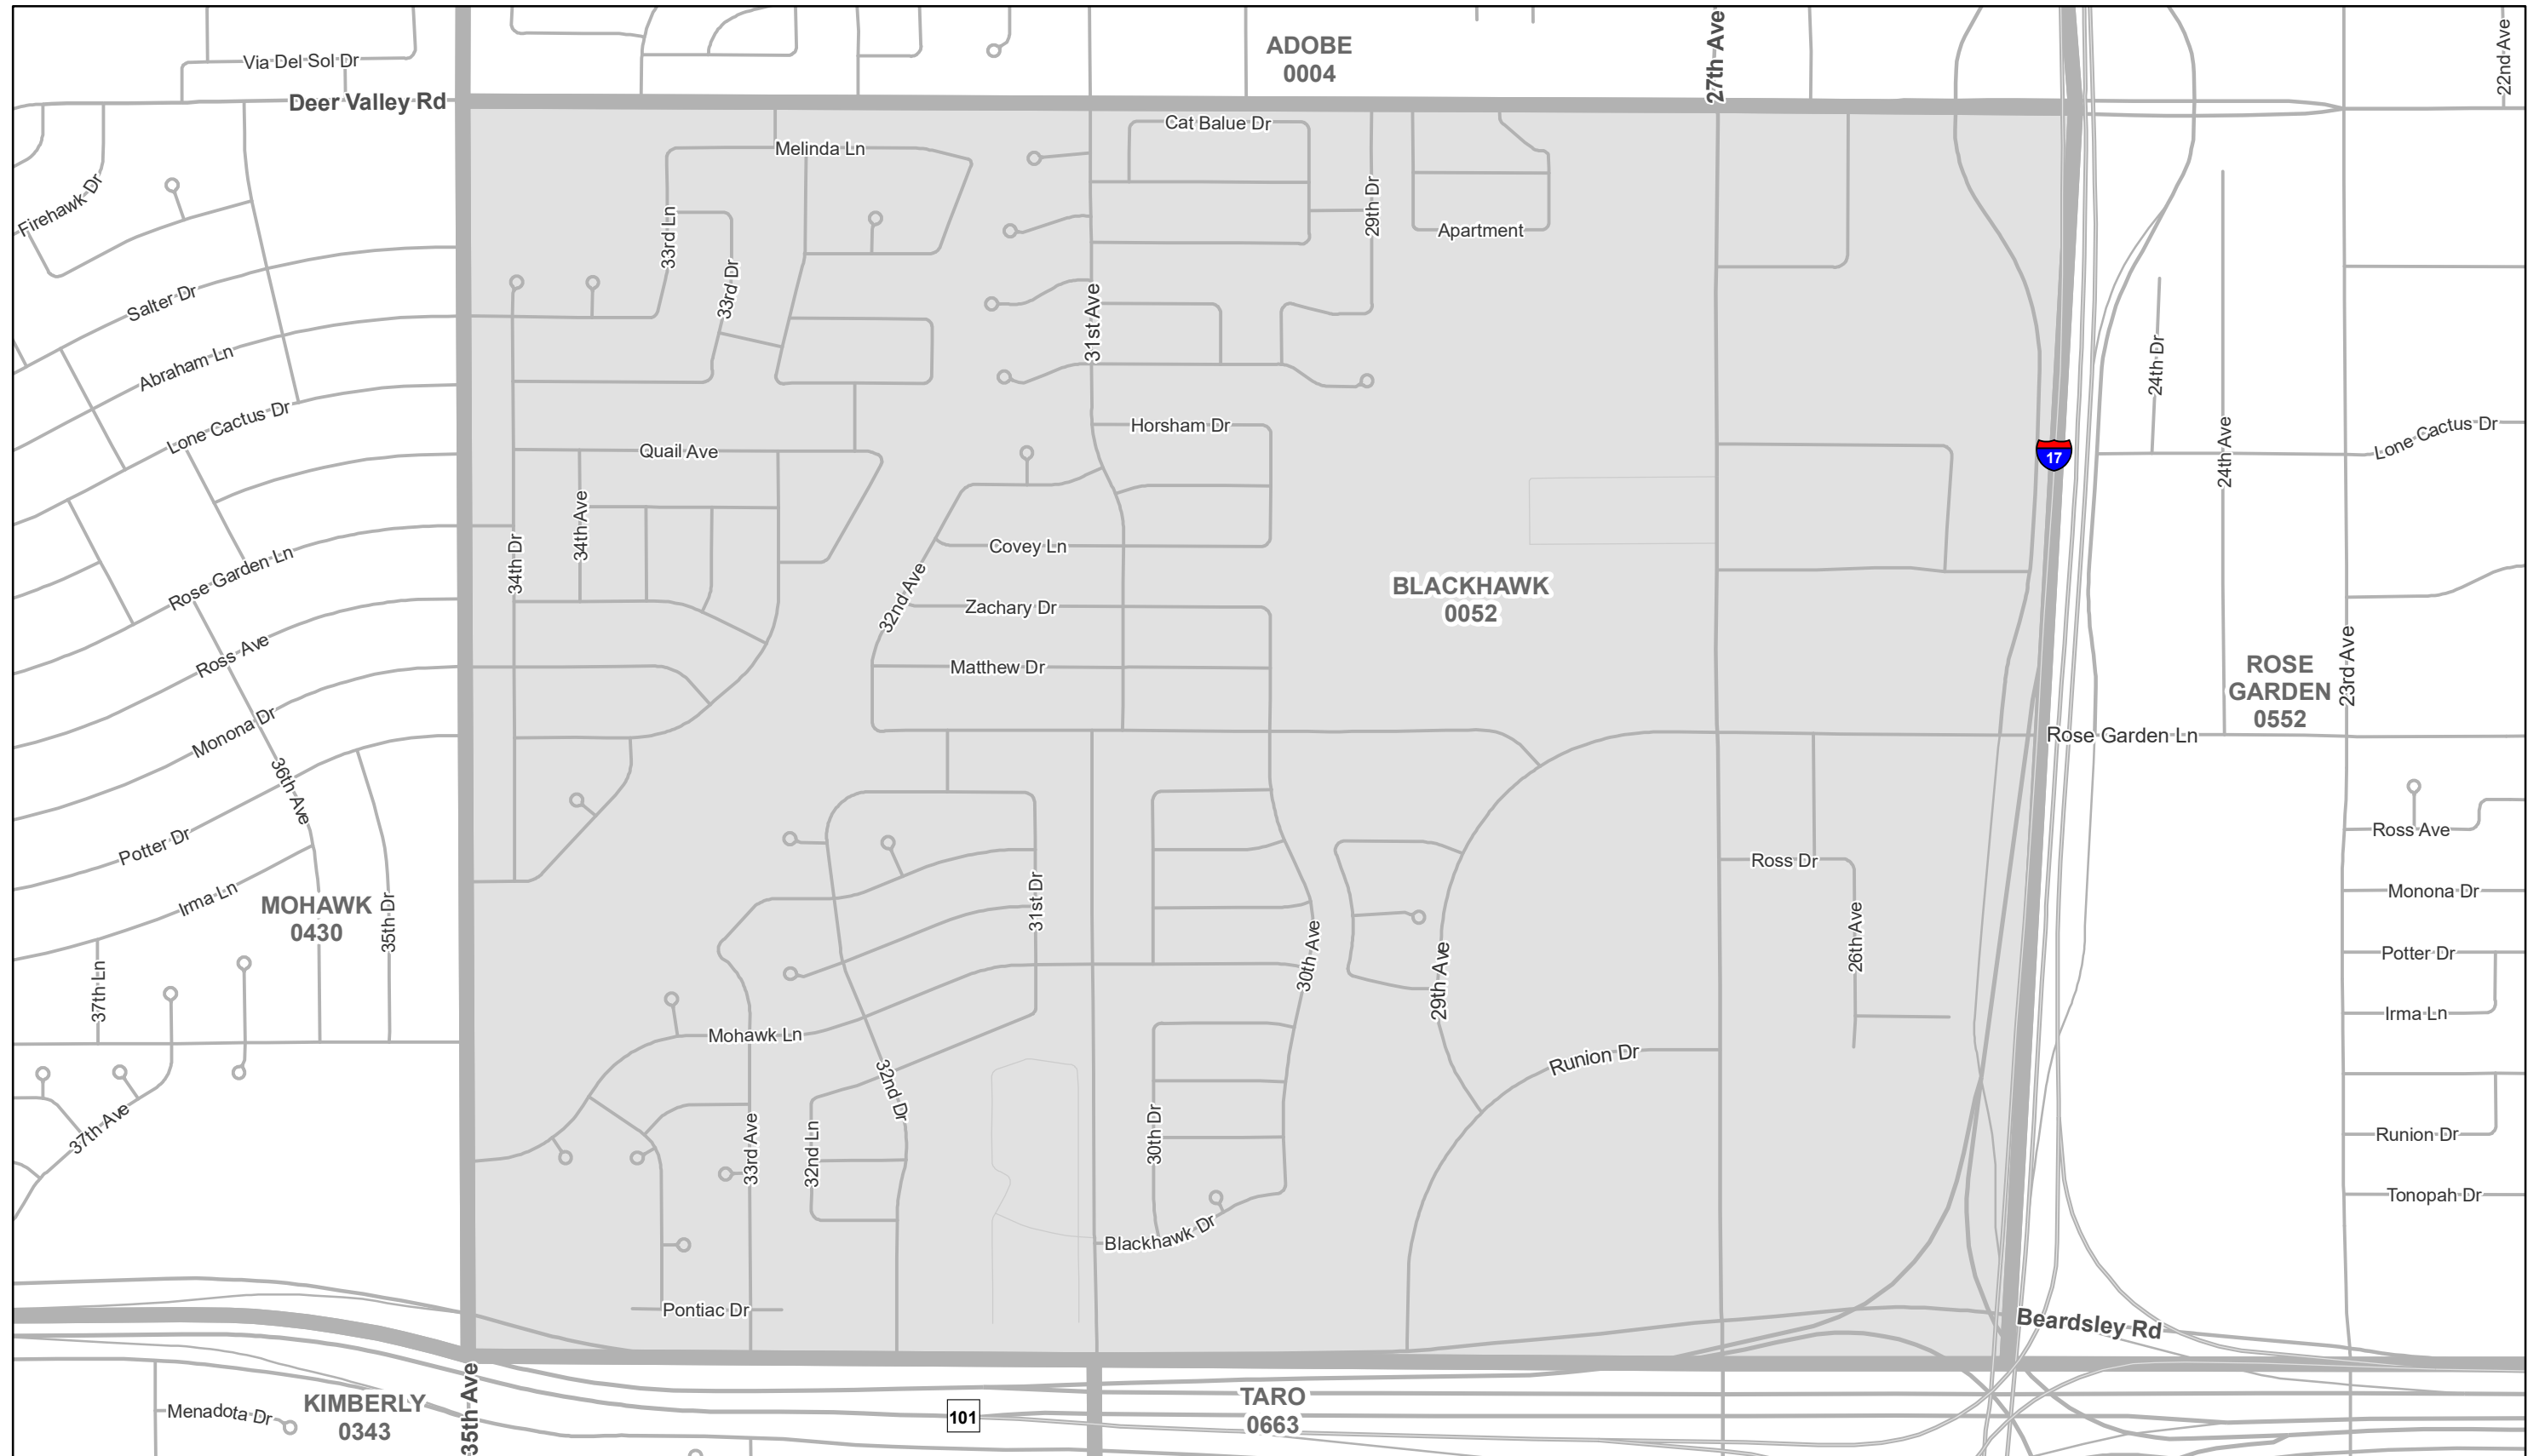 ADOBE
0004
27th Ave
22nd Ave
Via Del Sol Dr
Deer Valley Rd
Cat Balue Dr
Melinda Ln
Firehawk Dr
33rd Ln
29th Dr
Apartment
33rd Dr
31st Ave
Salter Dr
Abraham Ln
24th Dr
Lone Cactus Dr
Horsham Dr
Quail Ave
17
24th Ave
Lone Cactus Dr
34th Ave
34th Dr
Covey Ln
Rose Garden Ln
32nd Ave
Zachary Dr
BLACKHAWK
0052
Ross Ave
Matthew Dr
ROSE
GARDEN
0552
23rd Ave
Monona Dr
Rose Garden Ln
36th Ave
Potter Dr
Ross Dr
Ross Ave
Irma Ln
MOHAWK
0430
35th Dr
31st Dr
Monona Dr
26th Ave
30th Ave
29th Ave
Potter Dr
37th Ln
Irma Ln
Mohawk Ln
Runion Dr
32nd Dr
37th Ave
33rd Ave
32nd Ln
30th Dr
Runion Dr
Tonopah Dr
Blackhawk Dr
Pontiac Dr
Beardsley Rd
35th Ave
KIMBERLY
0343
Menadota Dr
101
TARO
0663